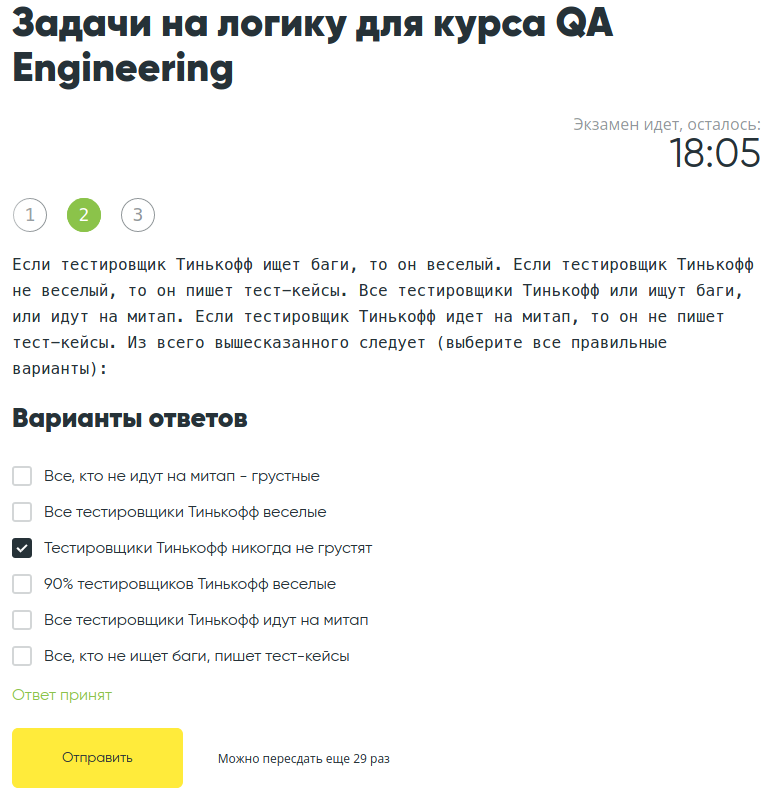 Задачи на логику для курса QA
Engineering
Экзамен идет, осталось:
18:05
1 2 3
Если тестировщик Тинькофф ищет баги, то он веселый. Если тестировщик Тинькофф
не веселый, то он пишет тест–кейсы. Все тестировщики Тинькофф или ищут баги,
или идут на митап. Если тестировщик Тинькофф идет на митап, то он не пишет
тест–кейсы. Из всего вышесказанного следует (выберите все правильные
варианты):
Варианты ответов
Все, кто не идут на митап - грустные
Все тестировщики Тинькофф веселые
Тестировщики Тинькофф никогда не грустят
90% тестировщиков Тинькофф веселые
Все тестировщики Тинькофф идут на митап
Все, кто не ищет баги, пишет тест-кейсы
Ответ принят
Отправить Можно пересдать еще 29 раз